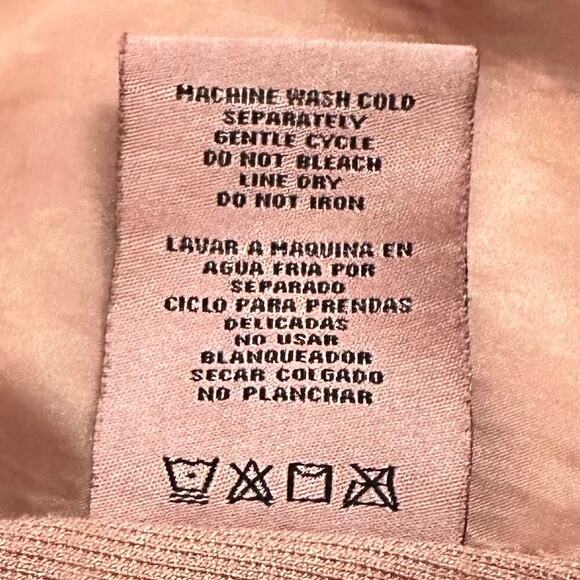 MACHINE WASH COLD
SEPARATELY
GENTLE CYCLE
DO NOT BLEACH
LINE DRY
DO NOT IRON
LAVAR A MAQUINA EN
AGUA FRIA POR
SEPARADO
CICLO PARA PRENDAS
DELICADAS
NO USAR
BLANQUEADOR
SECAR COLGADO
NO PLANCHAR